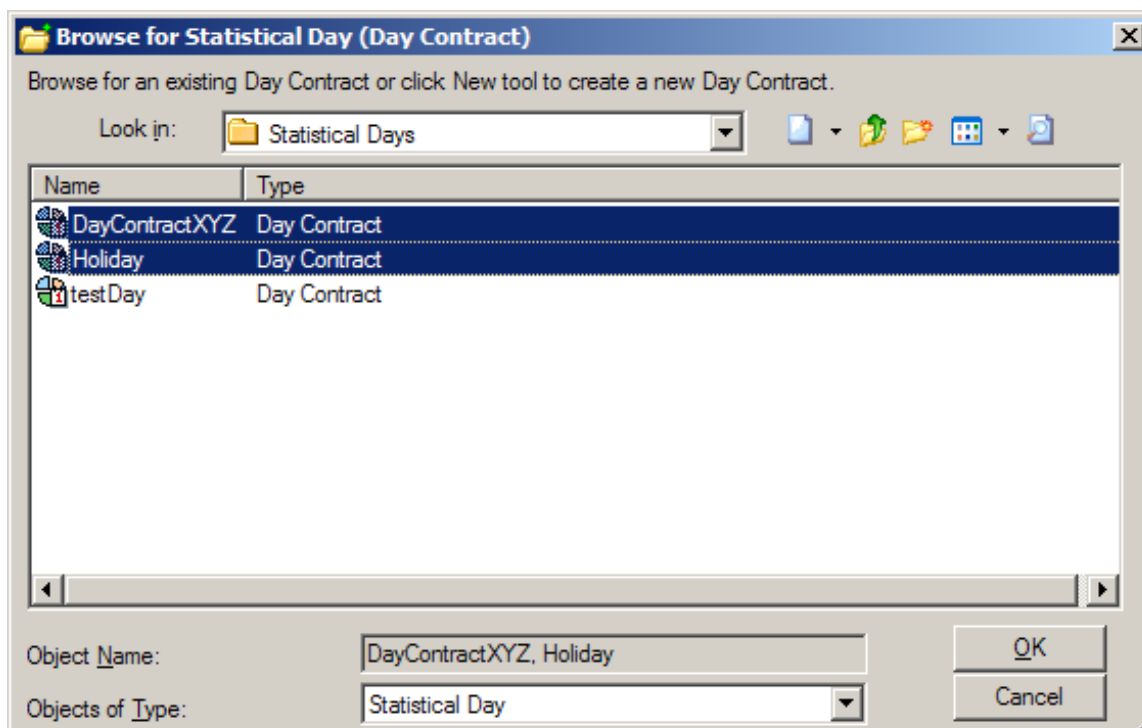 Browse for Statistical Day (Day Contract)
Browse for an existing Day Contract or click New tool to create a new Day Contract.
Look in: Statistical Days
Name Type
DayContractXYZ Day Contract
Holiday Day Contract
testDay Day Contract
Object Name: DayContractXYZ, Holiday OK
Objects of Type: Statistical Day Cancel